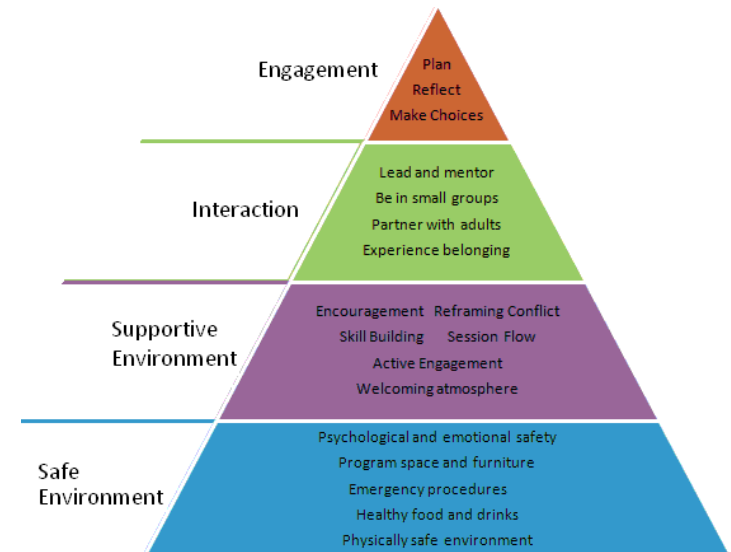 Engagement
Plan
Reflect
Make Choices
Interaction
Lead and mentor
Be in small groups
Partner with adults
Experience belonging
Supportive
Environment
Encouragement Reframing Conflict
Skill Building Session Flow
Active Engagement
Welcoming atmosphere
Safe
Environment
Psychological and emotional safety
Program space and furniture
Emergency procedures
Healthy food and drinks
Physically safe environment